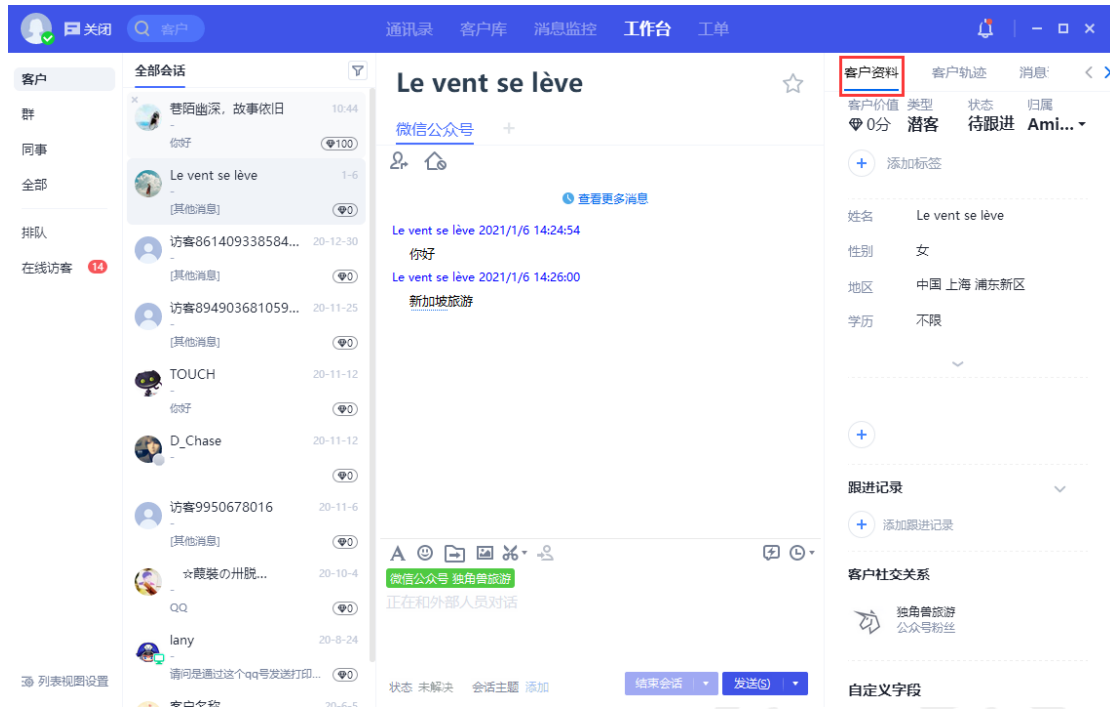 关闭
客户
通讯录
客户库
消息监控
工作台
工单
客户
群
同事
全部
排队
在线访客 14
列表视图设置
全部会话
巷陌幽深，故事依旧 10:44
-
你好 100
Le vent se lève 1-6
-
[其他消息] 0
访客861409338584... 20-12-30
-
[其他消息] 0
访客894903681059... 20-11-25
-
[其他消息] 0
TOUCH 20-11-12
-
你好 0
D_Chase 20-11-12
-
0
访客9950678016 20-11-6
-
[其他消息] 0
☆葭裝の卅脱... 20-10-4
-
QQ 0
lany 20-8-24
-
请问是通过这个qq号发送打印... 0
客户名称 20-6-5
Le vent se lève
微信公众号
查看更多消息
Le vent se lève 2021/1/6 14:24:54
你好
Le vent se lève 2021/1/6 14:26:00
新加坡旅游
微信公众号 独角兽旅游
正在和外部人员对话
状态 未解决 会话主题 添加
结束会话
发送(S)
客户资料
客户轨迹
消息
客户价值 类型 状态 归属
0分 潜客 待跟进 Ami...
添加标签
姓名 Le vent se lève
性别 女
地区 中国 上海 浦东新区
学历 不限
跟进记录
添加跟进记录
客户社交关系
独角兽旅游
公众号粉丝
自定义字段